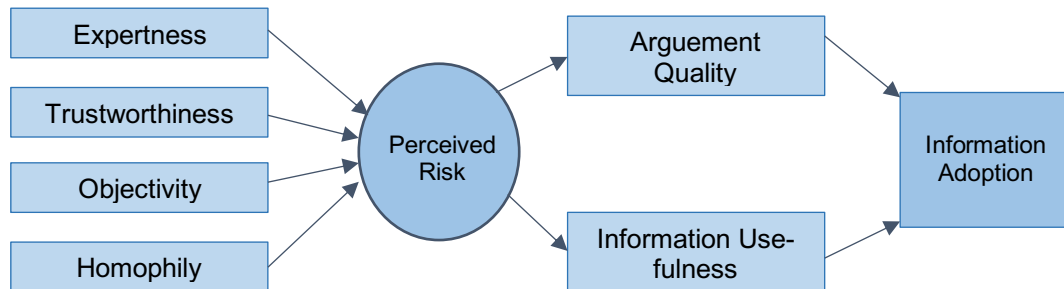 Expertness
Trustworthiness
Objectivity
Homophily
Perceived
Risk
Arguement
Quality
Information Use-
fulness
Information
Adoption